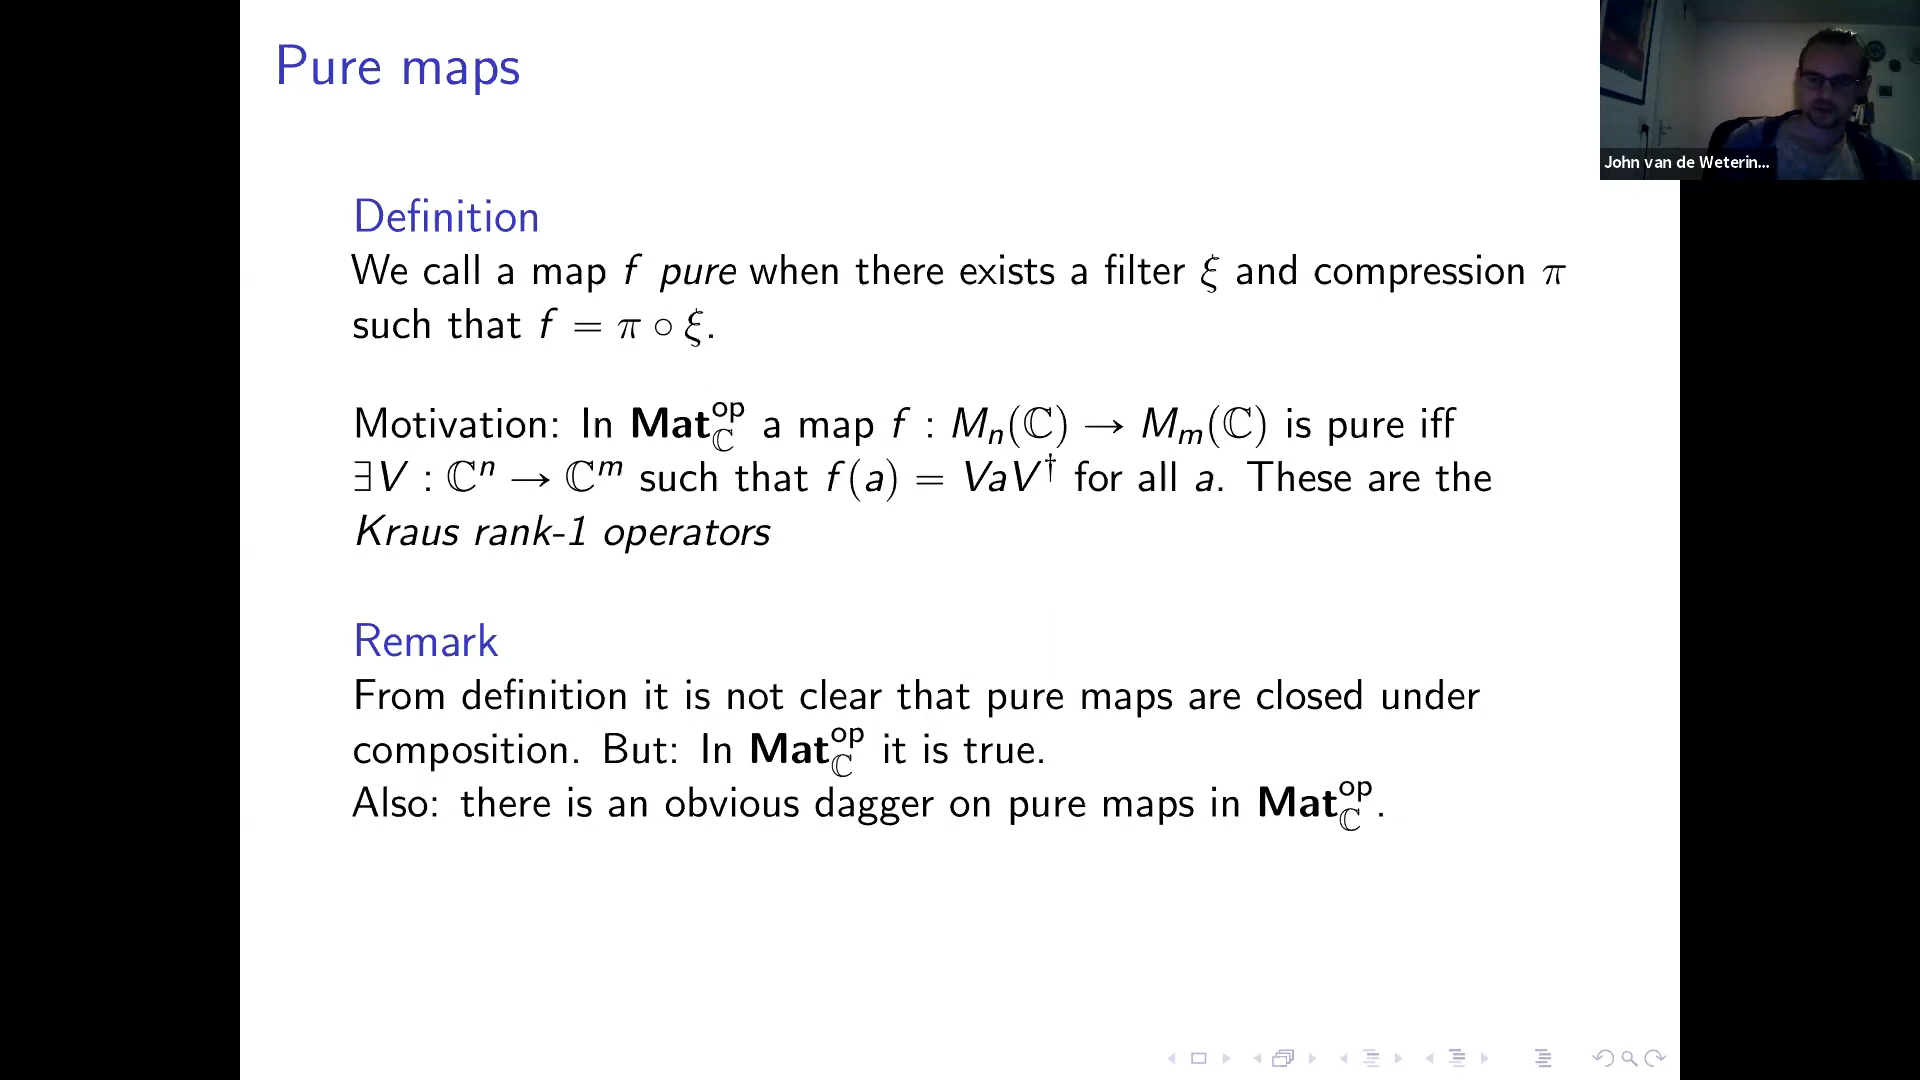 Pure maps
John van de Weterin...
Definition
We call a map f pure when there exists a filter ξ and compression π
such that f = π ∘ ξ.
Motivation: In Mat_ℂ^op a map f : M_n(ℂ) → M_m(ℂ) is pure iff
∃V : ℂ^n → ℂ^m such that f(a) = VaV^† for all a. These are the
Kraus rank-1 operators
Remark
From definition it is not clear that pure maps are closed under
composition. But: In Mat_ℂ^op it is true.
Also: there is an obvious dagger on pure maps in Mat_ℂ^op.